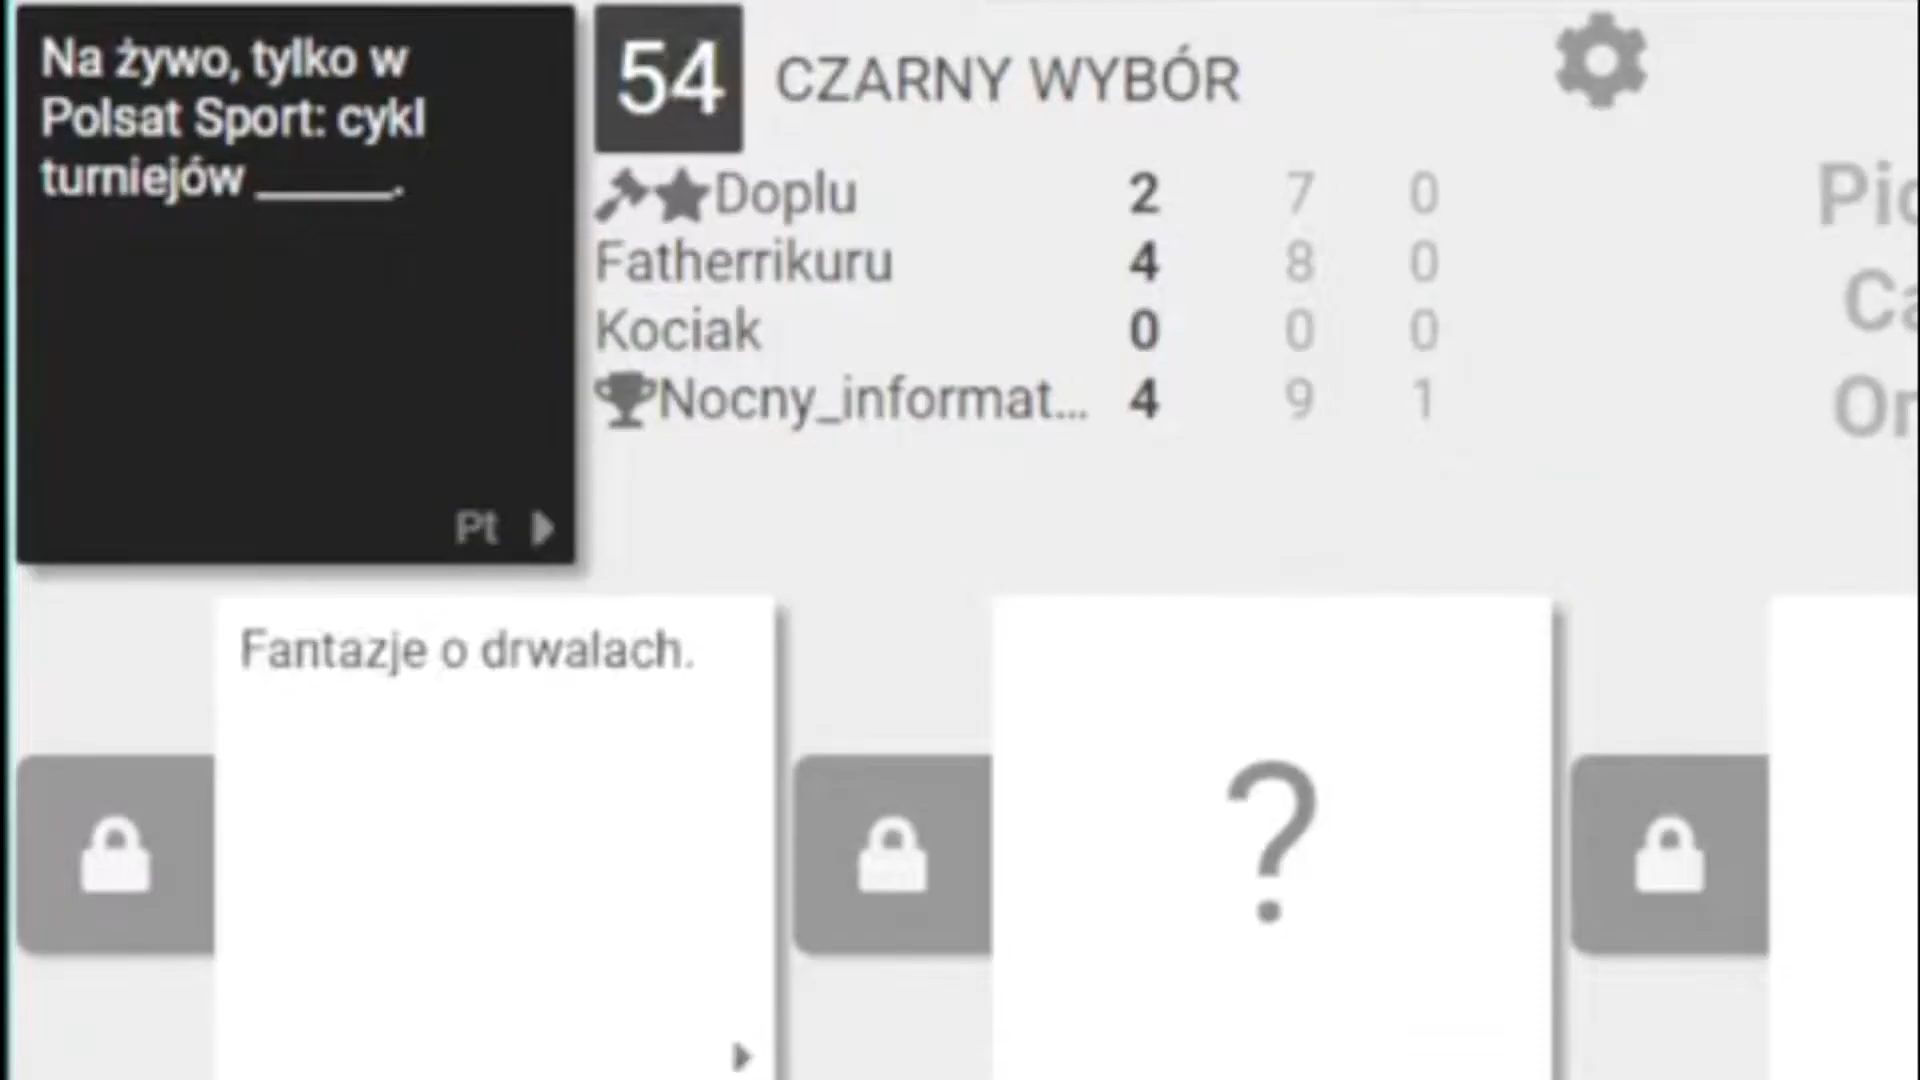 Na żywo, tylko w
Polsat Sport: cykl
turniejów ______.
Pt
54
CZARNY WYBÓR
Doplu 2 7 0
Fatherrikuru 4 8 0
Kociak 0 0 0
Nocny_informat... 4 9 1
Fantazje o drwalach.
?